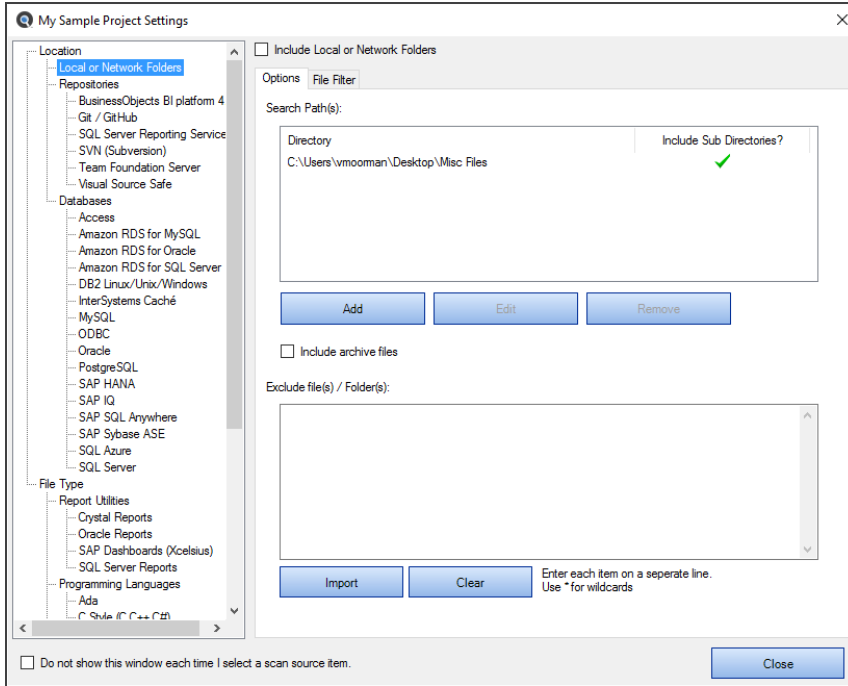 My Sample Project Settings
Location
Local or Network Folders
Repositories
BusinessObjects BI platform 4
Git / GitHub
SQL Server Reporting Service
SVN (Subversion)
Team Foundation Server
Visual Source Safe
Databases
Access
Amazon RDS for MySQL
Amazon RDS for Oracle
Amazon RDS for SQL Server
DB2 Linux/Unix/Windows
InterSystems Caché
MySQL
ODBC
Oracle
PostgreSQL
SAP HANA
SAP IQ
SAP SQL Anywhere
SAP Sybase ASE
SQL Azure
SQL Server
File Type
Report Utilities
Crystal Reports
Oracle Reports
SAP Dashboards (Xcelsius)
SQL Server Reports
Programming Languages
Ada
C Style (C C++ C#)
Include Local or Network Folders
Options File Filter
Search Path(s):
Directory Include Sub Directories?
C:\Users\vmoorman\Desktop\Misc Files
Add Edit Remove
Include archive files
Exclude file(s) / Folder(s):
Import Clear
Enter each item on a seperate line.
Use * for wildcards
Do not show this window each time I select a scan source item.
Close